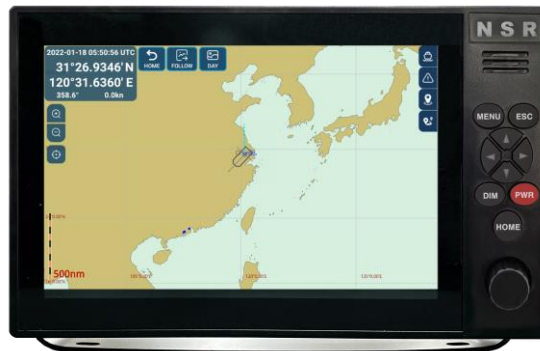 NSR
2022-01-18 05:50:56 UTC
31°26.9346' N
120°31.6360' E
358.6° 0.0kn
HOME
FOLLOW
DAY
MENU
ESC
DIM
PWR
HOME
500nm